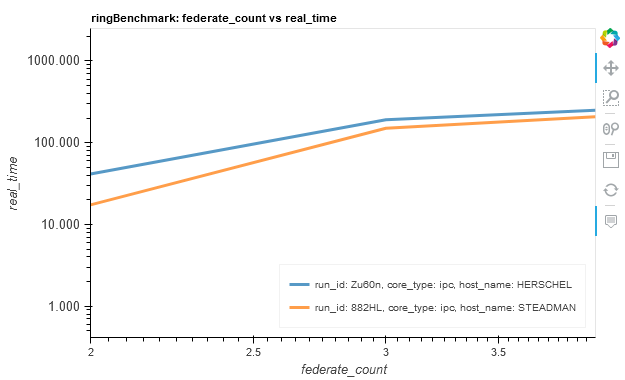 ringBenchmark: federate_count vs real_time
1000.000
100.000
10.000
1.000
real_time
run_id: Zu60n, core_type: ipc, host_name: HERSCHEL
run_id: 882HL, core_type: ipc, host_name: STEADMAN
2
2.5
3
3.5
federate_count